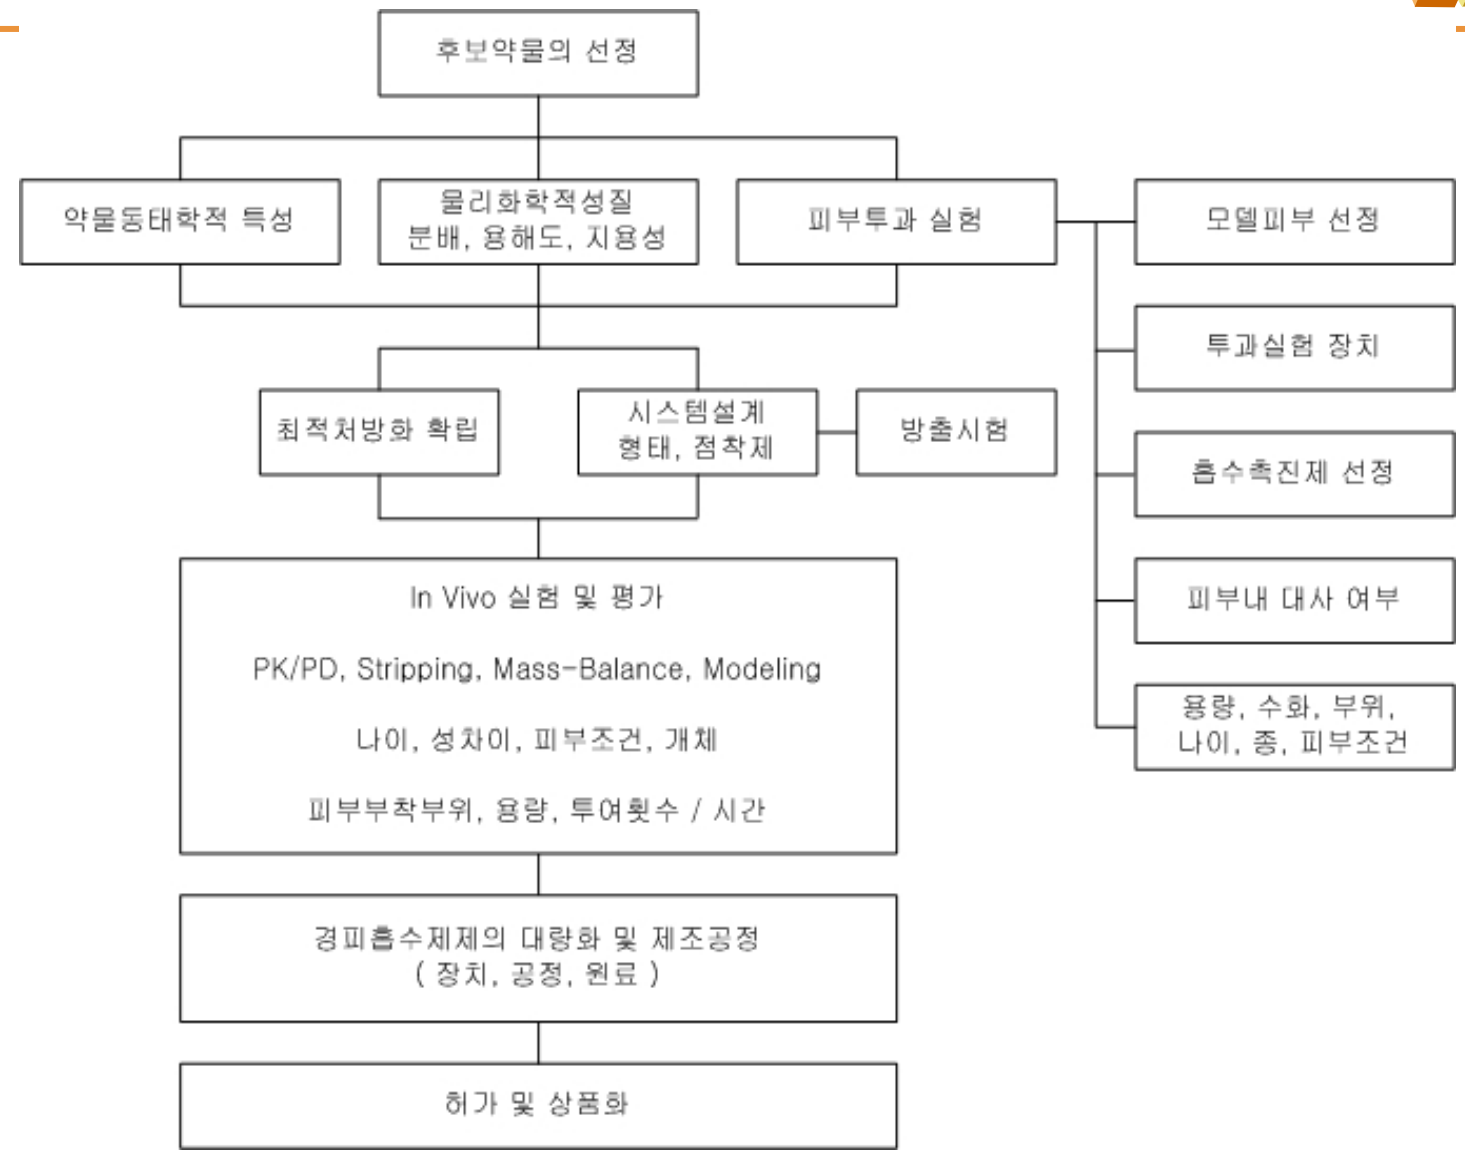 후보약물의 선정
약물동태학적 특성
물리화학적성질
분배, 용해도, 지용성
피부투과 실험
모델피부 선정
투과실험 장치
최적처방화 확립
시스템설계
형태, 점착제
방출시험
흡수촉진제 선정
피부내 대사 여부
용량, 수화, 부위,
나이, 종, 피부조건
In Vivo 실험 및 평가
PK/PD, Stripping, Mass-Balance, Modeling
나이, 성차이, 피부조건, 개체
피부부착부위, 용량, 투여횟수 / 시간
경피흡수제제의 대량화 및 제조공정
( 장치, 공정, 원료 )
허가 및 상품화